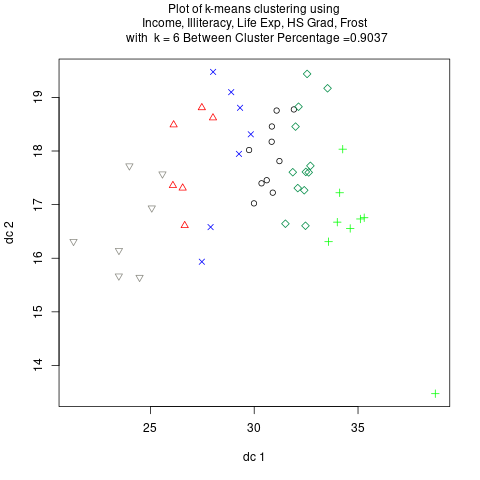 Plot of k-means clustering using
Income, Illiteracy, Life Exp, HS Grad, Frost
with k = 6 Between Cluster Percentage =0.9037
19
18
17
16
15
14
dc 2
25 30 35
dc 1